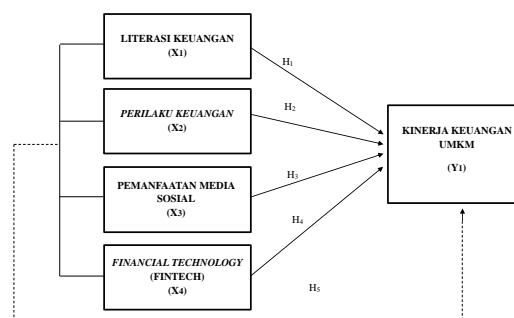 LITERASI KEUANGAN
(X1)
H1
PERILAKU KEUANGAN
(X2)
H2
KINERJA KEUANGAN
UMKM
(Y1)
PEMANFAATAN MEDIA
SOSIAL
(X3)
H3
H4
FINANCIAL TECHNOLOGY
(FINTECH)
(X4)
H5